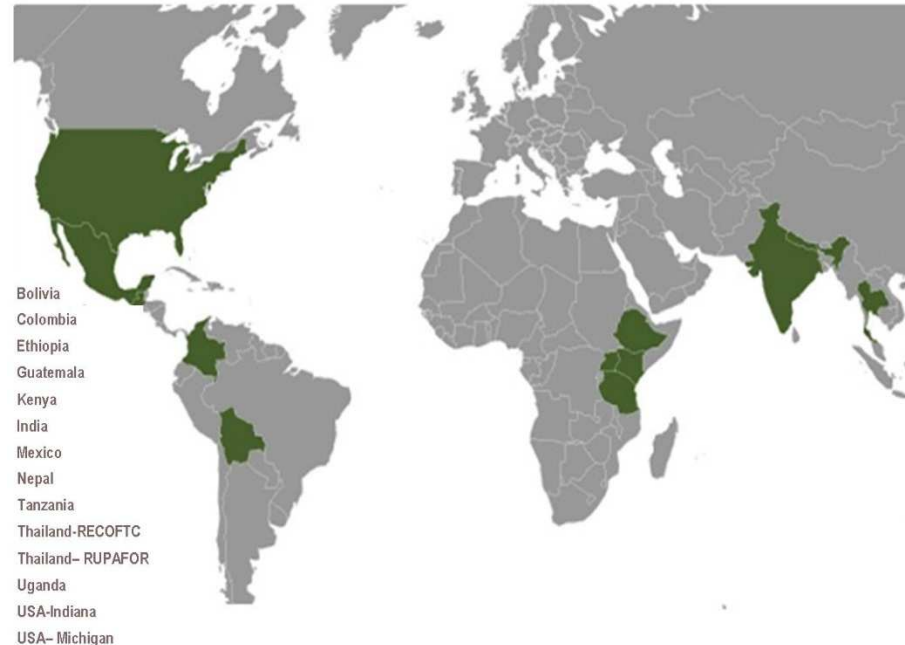 Bolivia
Colombia
Ethiopia
Guatemala
Kenya
India
Mexico
Nepal
Tanzania
Thailand-RECOFTC
Thailand– RUPAFOR
Uganda
USA-Indiana
USA– Michigan